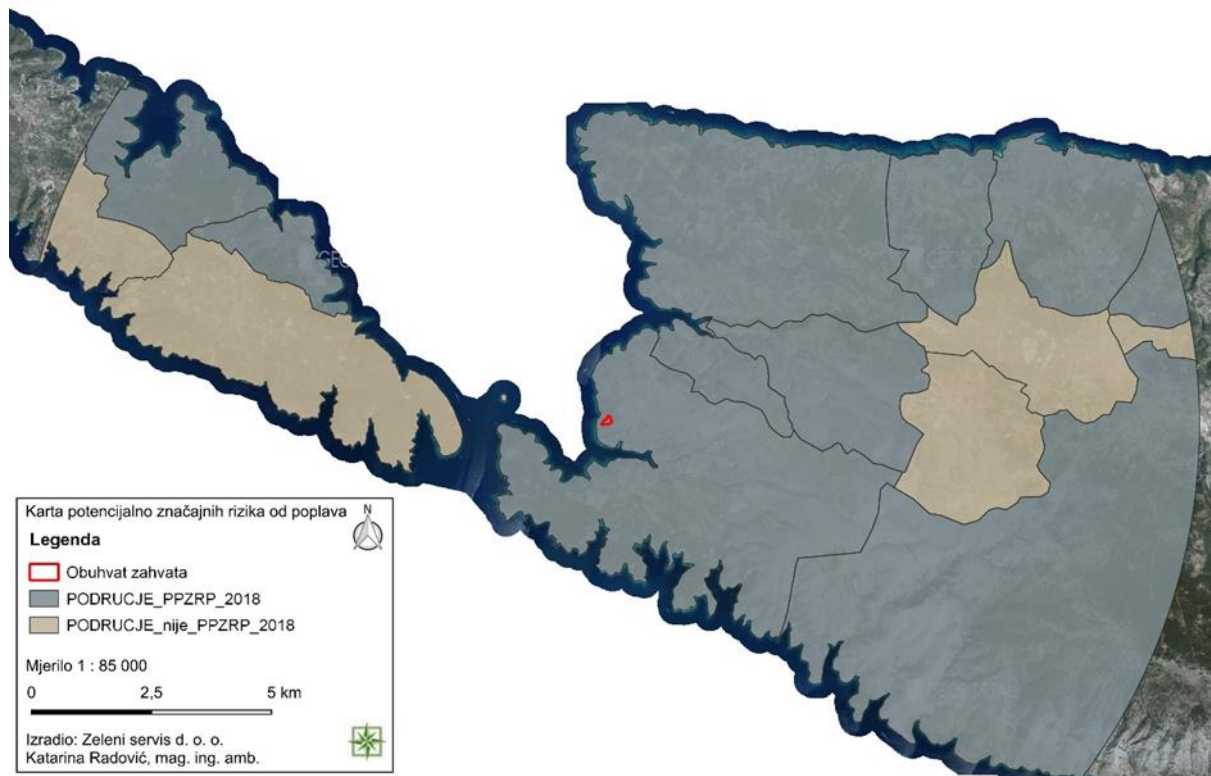 Karta potencijalno značajnih rizika od poplava
N
Legenda
Obuhvat zahvata
PODRUCJE_PPZRP_2018
PODRUCJE_nije_PPZRP_2018
Mjerilo 1 : 85 000
0 2,5 5 km
Izradio: Zeleni servis d. o. o.
Katarina Radović, mag. ing. amb.